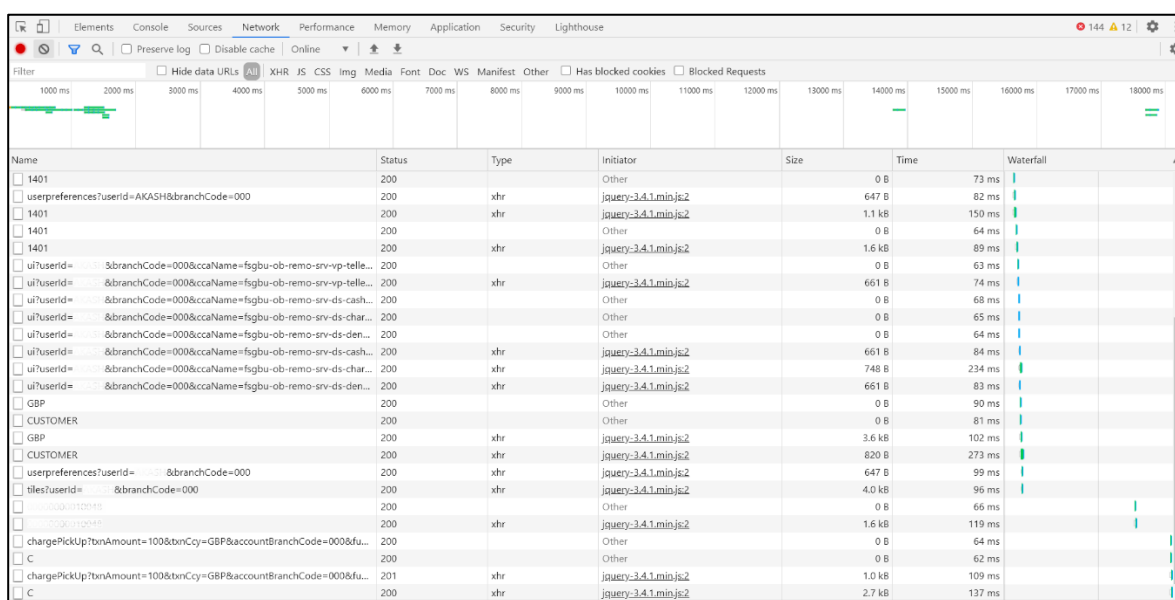 Elements Console Sources Network Performance Memory Application Security Lighthouse 144 12
Preserve log Disable cache Online
Filter Hide data URLs All XHR JS CSS Img Media Font Doc WS Manifest Other Has blocked cookies Blocked Requests
1000 ms 2000 ms 3000 ms 4000 ms 5000 ms 6000 ms 7000 ms 8000 ms 9000 ms 10000 ms 11000 ms 12000 ms 13000 ms 14000 ms 15000 ms 16000 ms 17000 ms 18000 ms
Name Status Type Initiator Size Time Waterfall
1401 200 Other 0 B 73 ms
userpreferences?userId=AKASH&branchCode=000 200 xhr jquery-3.4.1.min.js:2 647 B 82 ms
1401 200 xhr jquery-3.4.1.min.js:2 1.1 kB 150 ms
1401 200 Other 0 B 64 ms
1401 200 xhr jquery-3.4.1.min.js:2 1.6 kB 89 ms
ui?userId= &branchCode=000&ccaName=fsgbu-ob-remo-srv-vp-telle... 200 Other 0 B 63 ms
ui?userId= &branchCode=000&ccaName=fsgbu-ob-remo-srv-vp-telle... 200 xhr jquery-3.4.1.min.js:2 661 B 74 ms
ui?userId= &branchCode=000&ccaName=fsgbu-ob-remo-srv-ds-cash... 200 Other 0 B 68 ms
ui?userId= &branchCode=000&ccaName=fsgbu-ob-remo-srv-ds-char... 200 Other 0 B 65 ms
ui?userId= &branchCode=000&ccaName=fsgbu-ob-remo-srv-ds-den... 200 Other 0 B 64 ms
ui?userId= &branchCode=000&ccaName=fsgbu-ob-remo-srv-ds-cash... 200 xhr jquery-3.4.1.min.js:2 661 B 84 ms
ui?userId= &branchCode=000&ccaName=fsgbu-ob-remo-srv-ds-char... 200 xhr jquery-3.4.1.min.js:2 748 B 234 ms
ui?userId= &branchCode=000&ccaName=fsgbu-ob-remo-srv-ds-den... 200 xhr jquery-3.4.1.min.js:2 661 B 83 ms
GBP 200 Other 0 B 90 ms
CUSTOMER 200 Other 0 B 81 ms
GBP 200 xhr jquery-3.4.1.min.js:2 3.6 kB 102 ms
CUSTOMER 200 xhr jquery-3.4.1.min.js:2 820 B 273 ms
userpreferences?userId= &branchCode=000 200 xhr jquery-3.4.1.min.js:2 647 B 99 ms
tiles?userId= &branchCode=000 200 xhr jquery-3.4.1.min.js:2 4.0 kB 96 ms
200 Other 0 B 66 ms
200 xhr jquery-3.4.1.min.js:2 1.6 kB 119 ms
chargePickUp?txnAmount=100&txnCcy=GBP&accountBranchCode=000&fu... 200 Other 0 B 64 ms
C 200 Other 0 B 62 ms
chargePickUp?txnAmount=100&txnCcy=GBP&accountBranchCode=000&fu... 201 xhr jquery-3.4.1.min.js:2 1.0 kB 109 ms
C 200 xhr jquery-3.4.1.min.js:2 2.7 kB 137 ms